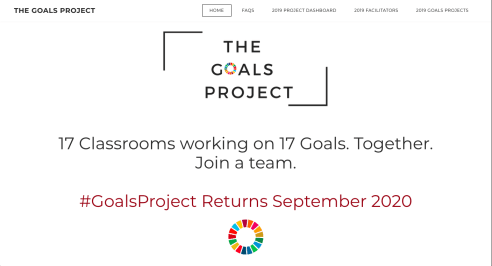 THE GOALS PROJECT
HOME
FAQS
2019 PROJECT DASHBOARD
2019 FACILITATORS
2019 GOALS PROJECTS
THE
GOALS
PROJECT
17 Classrooms working on 17 Goals. Together.
Join a team.
#GoalsProject Returns September 2020